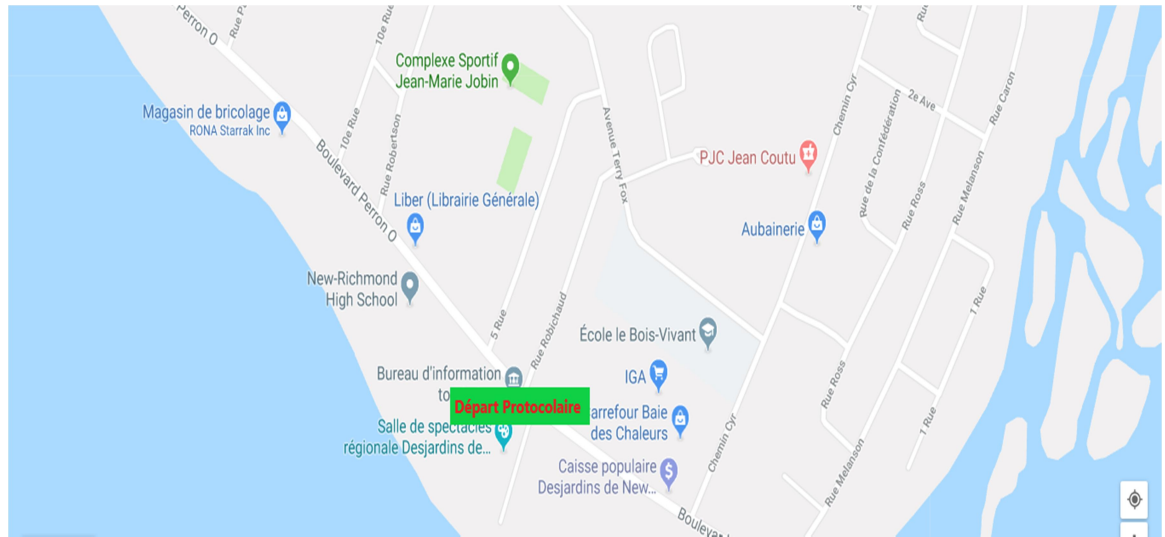 Perron O
Rue P
10e Rue
Complexe Sportif
Jean-Marie Jobin
Magasin de bricolage
RONA Starrak Inc
10e Rue
Rue Robertson
Boulevard Perron O
Liber (Librairie Générale)
New-Richmond
High School
5 Rue
Rue Robichaud
Avenue Terry Fox
PJC Jean Coutu
Chemin Cyr
2e Ave
Rue de la Confédération
Rue Caron
Rue Ross
Rue Melanson
Aubainerie
1 Rue
École le Bois-Vivant
IGA
Bureau d'information
to
Départ Protocolaire
arrefour Baie
des Chaleurs
Salle de spectacles
régionale Desjardins de...
Caisse populaire
Desjardins de New...
Chemin Cyr
Rue Ross
1 Rue
Rue Melanson
Boulevar